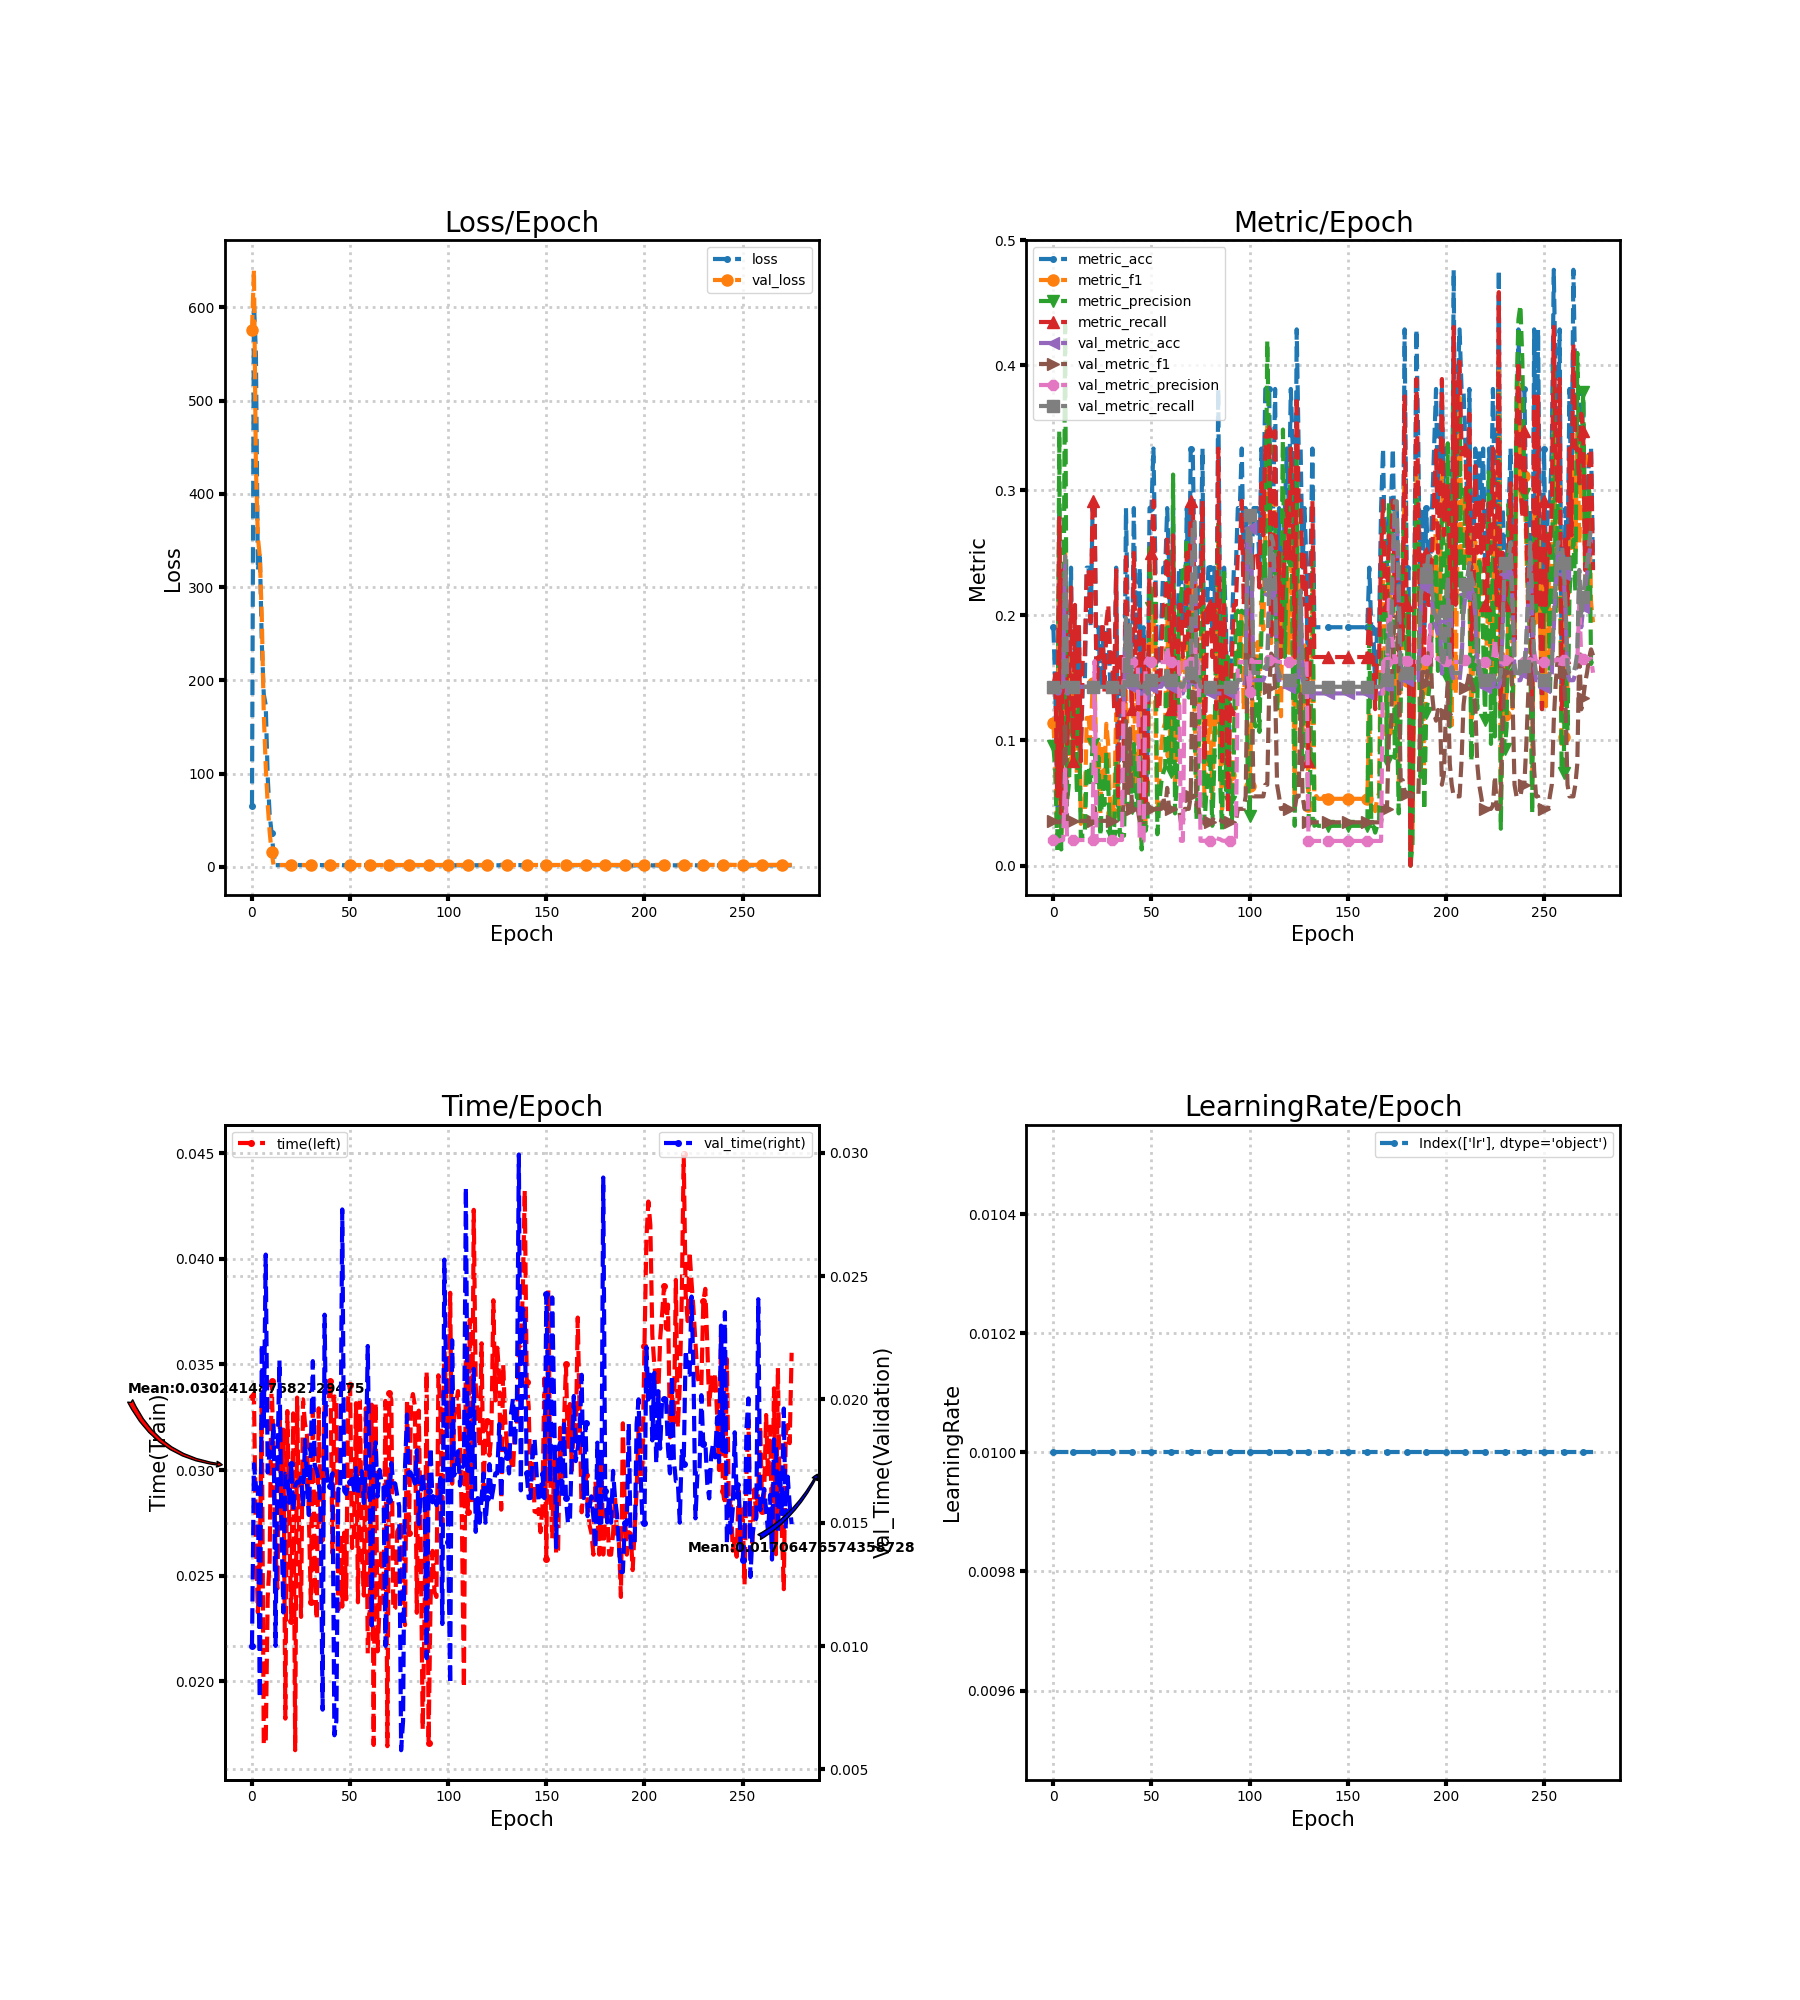 Loss/Epoch
Loss
600
500
400
300
200
100
0
loss
val_loss
0 50 100 150 200 250
Epoch
Metric/Epoch
Metric
0.5
0.4
0.3
0.2
0.1
0.0
metric_acc
metric_f1
metric_precision
metric_recall
val_metric_acc
val_metric_f1
val_metric_precision
val_metric_recall
0 50 100 150 200 250
Epoch
Time/Epoch
Time(Train)
0.045
0.040
0.035
0.030
0.025
0.020
time(left)
val_time(right)
0.030
0.025
0.020
0.015
0.010
0.005
Val_Time(Validation)
0 50 100 150 200 250
Epoch
LearningRate/Epoch
LearningRate
0.0104
0.0102
0.0100
0.0098
0.0096
Index(['lr'], dtype='object')
0 50 100 150 200 250
Epoch